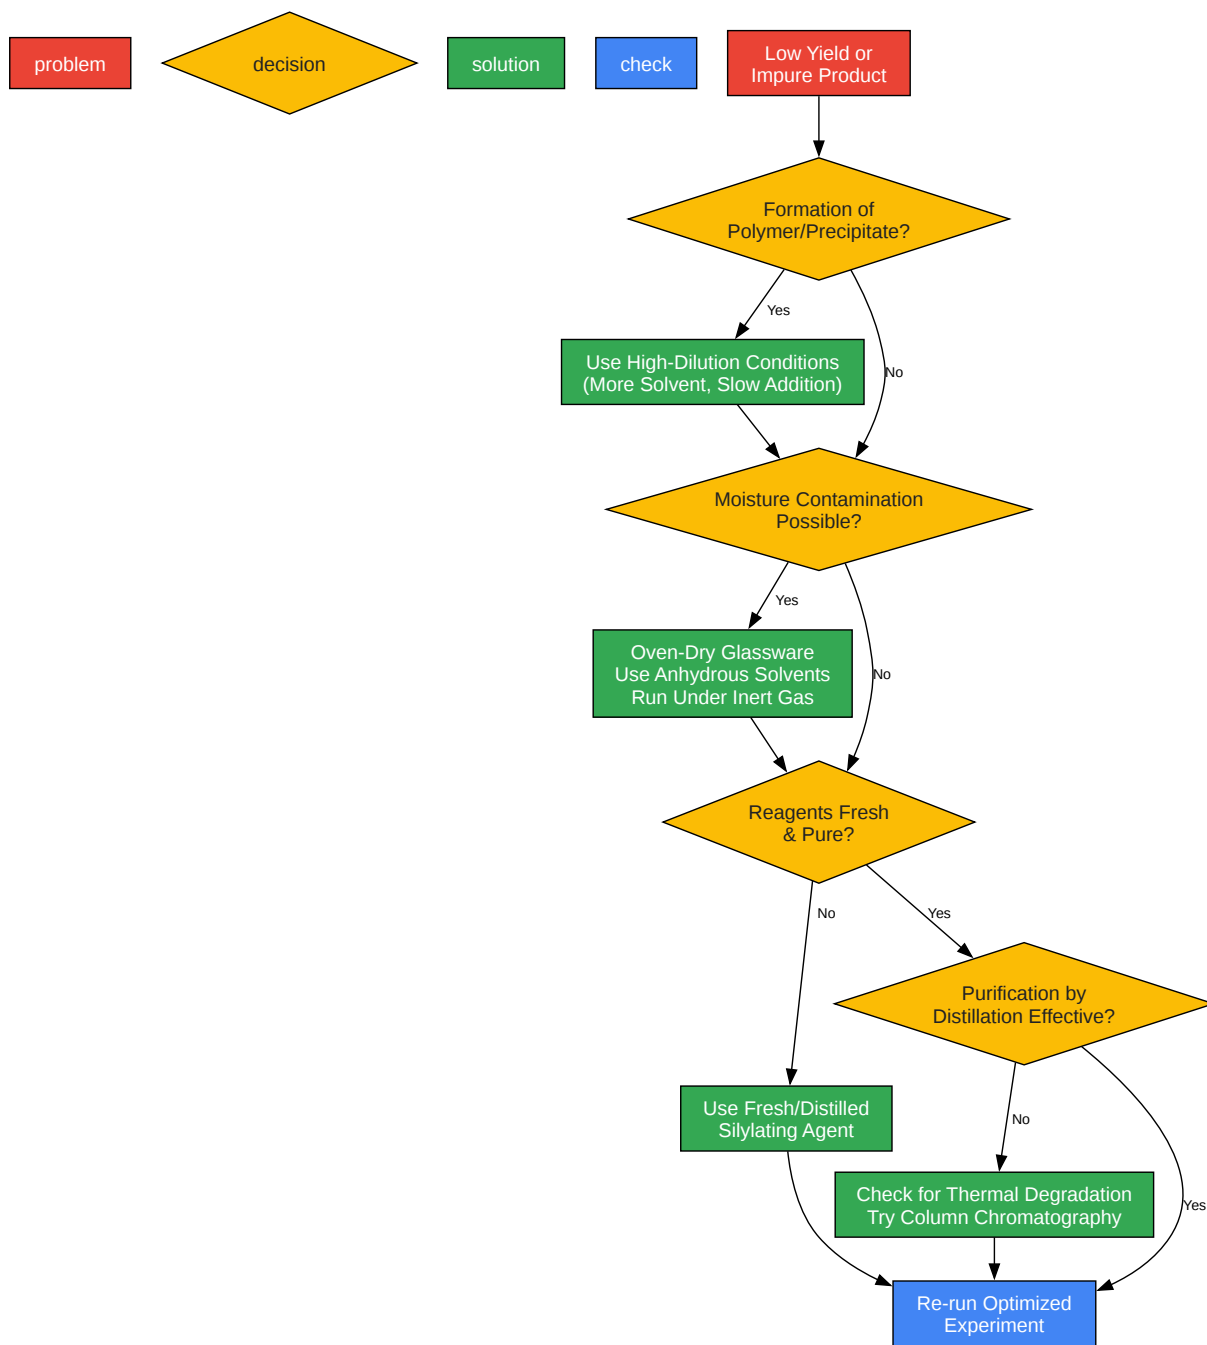 problem
decision
solution
check
Low Yield or
Impure Product
Formation of
Polymer/Precipitate?
Yes
Use High-Dilution Conditions
(More Solvent, Slow Addition)
No
Moisture Contamination
Possible?
Yes
Oven-Dry Glassware
Use Anhydrous Solvents
Run Under Inert Gas
No
Reagents Fresh
& Pure?
No
Yes
Purification by
Distillation Effective?
Use Fresh/Distilled
Silylating Agent
No
Check for Thermal Degradation
Try Column Chromatography
Yes
Re-run Optimized
Experiment